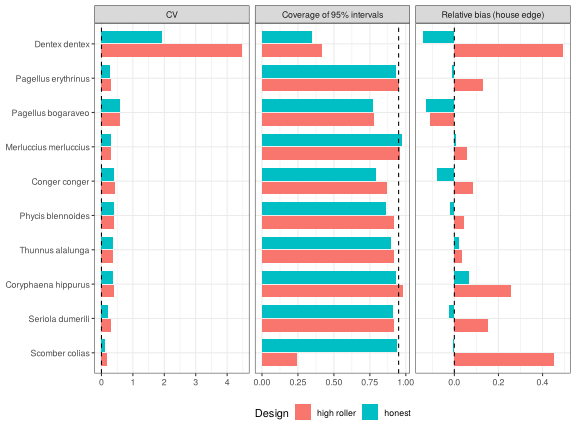 CV
Coverage of 95% intervals
Relative bias (house edge)
Dentex dentex
Pagellus erythrinus
Pagellus bogaraveo
Merluccius merluccius
Conger conger
Phycis blennoides
Thunnus alalunga
Coryphaena hippurus
Seriola dumerili
Scomber colias
0 1 2 3 4
0.00 0.25 0.50 0.75 1.00
0.0 0.2 0.4
Design high roller honest